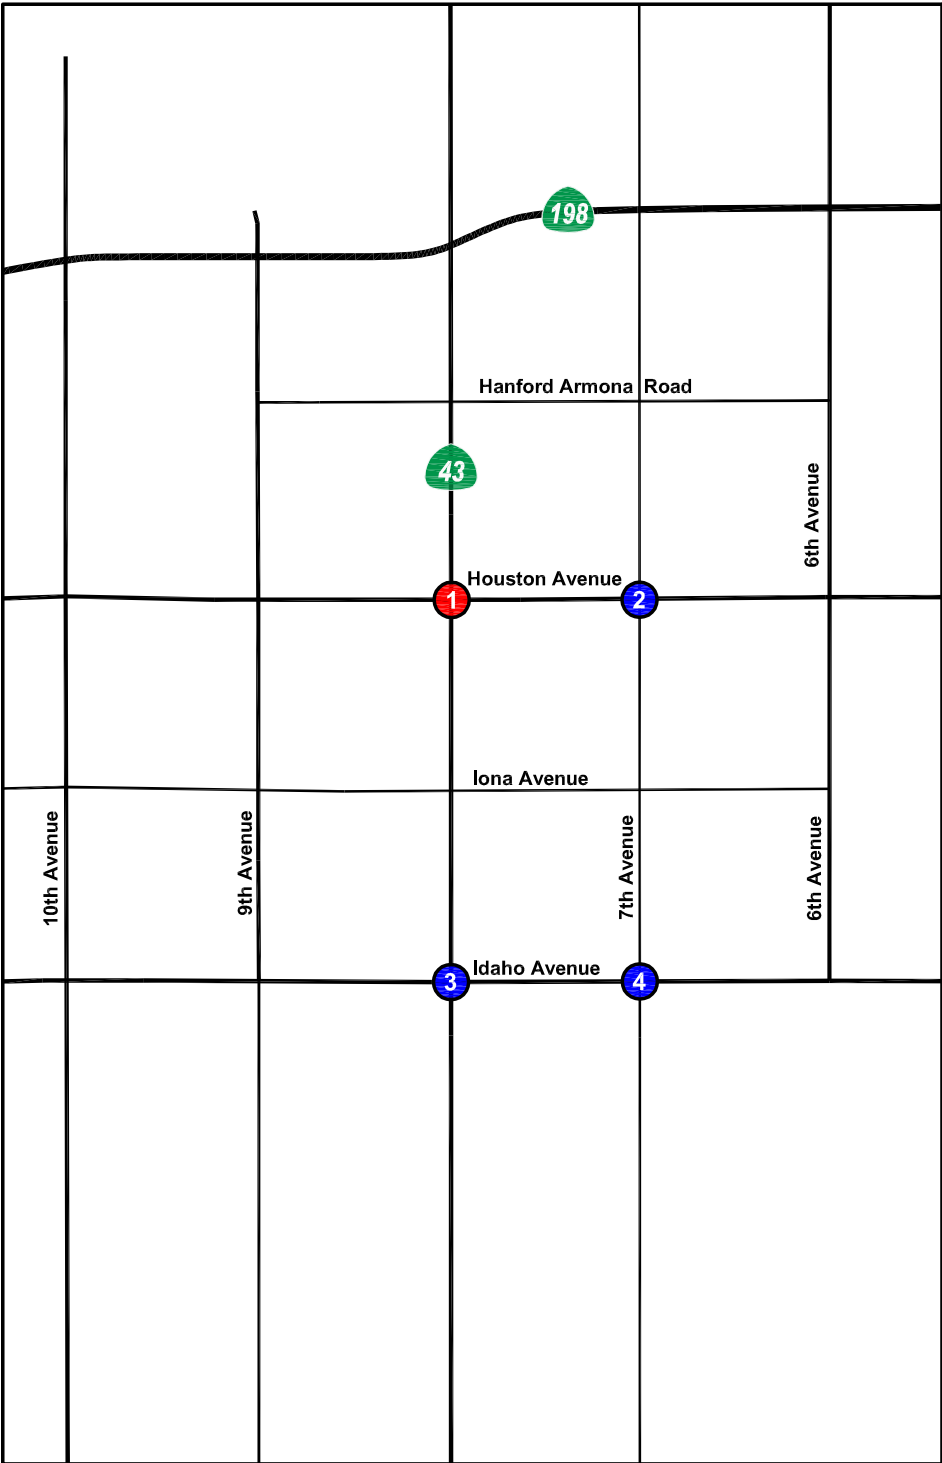 198
Hanford Armona Road
43
6th Avenue
Houston Avenue
1
2
Iona Avenue
10th Avenue
9th Avenue
7th Avenue
6th Avenue
Idaho Avenue
3
4